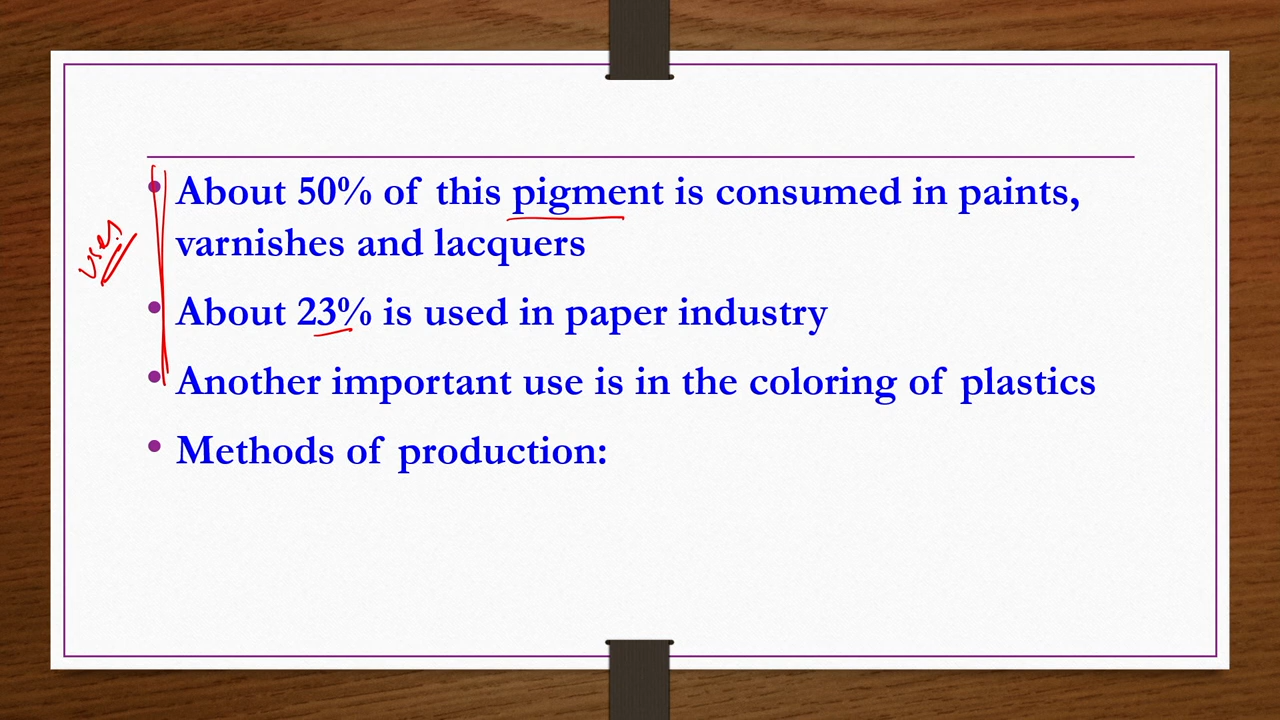 About 50% of this pigment is consumed in paints,
varnishes and lacquers
uses
About 23% is used in paper industry
Another important use is in the coloring of plastics
Methods of production: